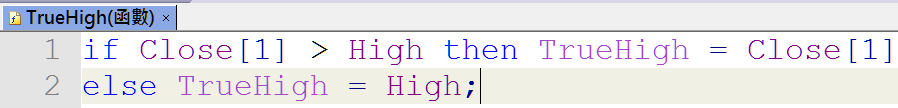 TrueHigh(函數) ×
1 if Close[1] > High then TrueHigh = Close[1]
2 else TrueHigh = High;